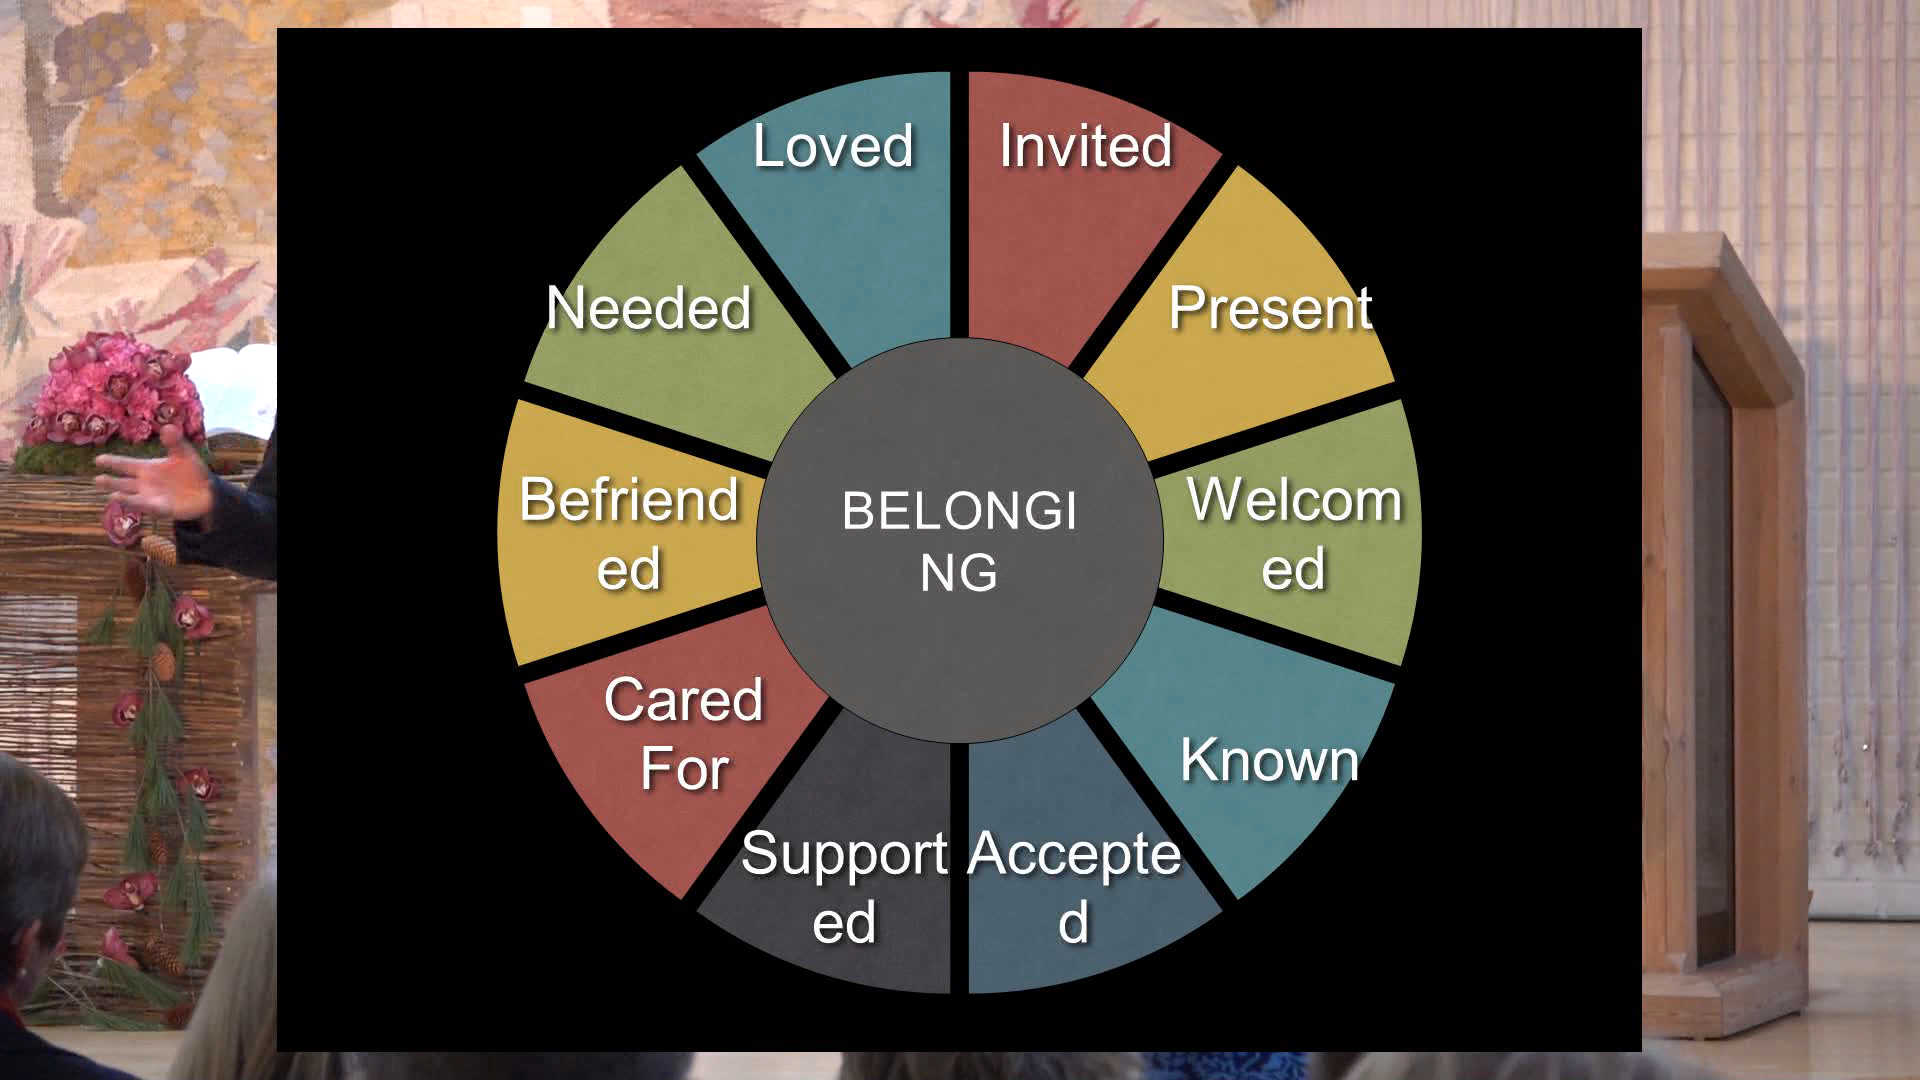 Loved
Invited
Needed
Present
Befriend
ed
BELONGI
NG
Welcom
ed
Cared
For
Known
Support
ed
Accepte
d